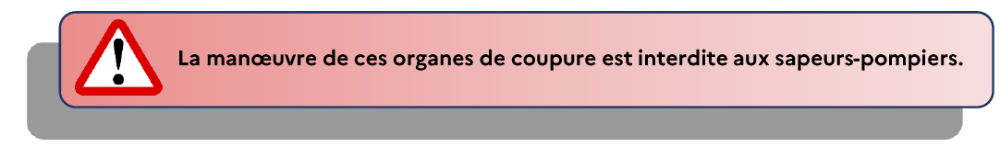 La manœuvre de ces organes de coupure est interdite aux sapeurs-pompiers.